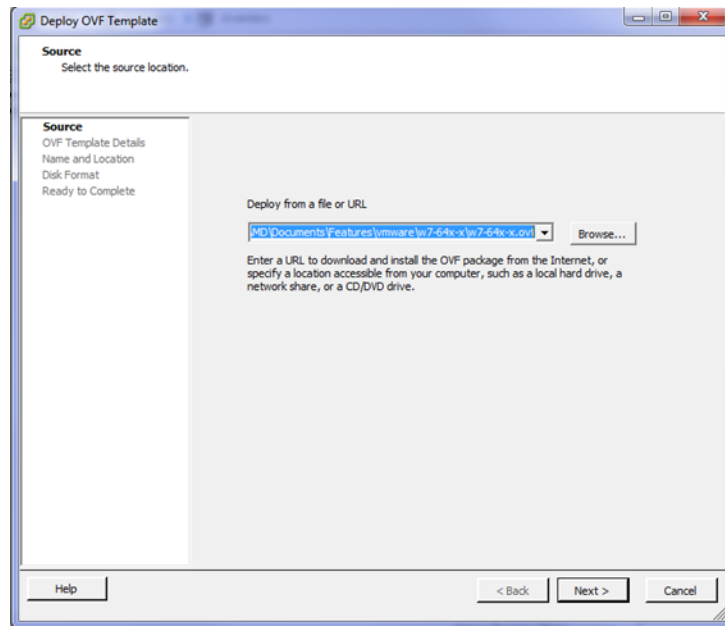 Deploy OVF Template
Source
Select the source location.
Source
OVF Template Details
Name and Location
Disk Format
Ready to Complete
Deploy from a file or URL
MD\Documents\Features\vmware\w7-64x-x\w7-64x-x.ovf
Browse...
Enter a URL to download and install the OVF package from the Internet, or
specify a location accessible from your computer, such as a local hard drive, a
network share, or a CD/DVD drive.
Help
< Back
Next >
Cancel